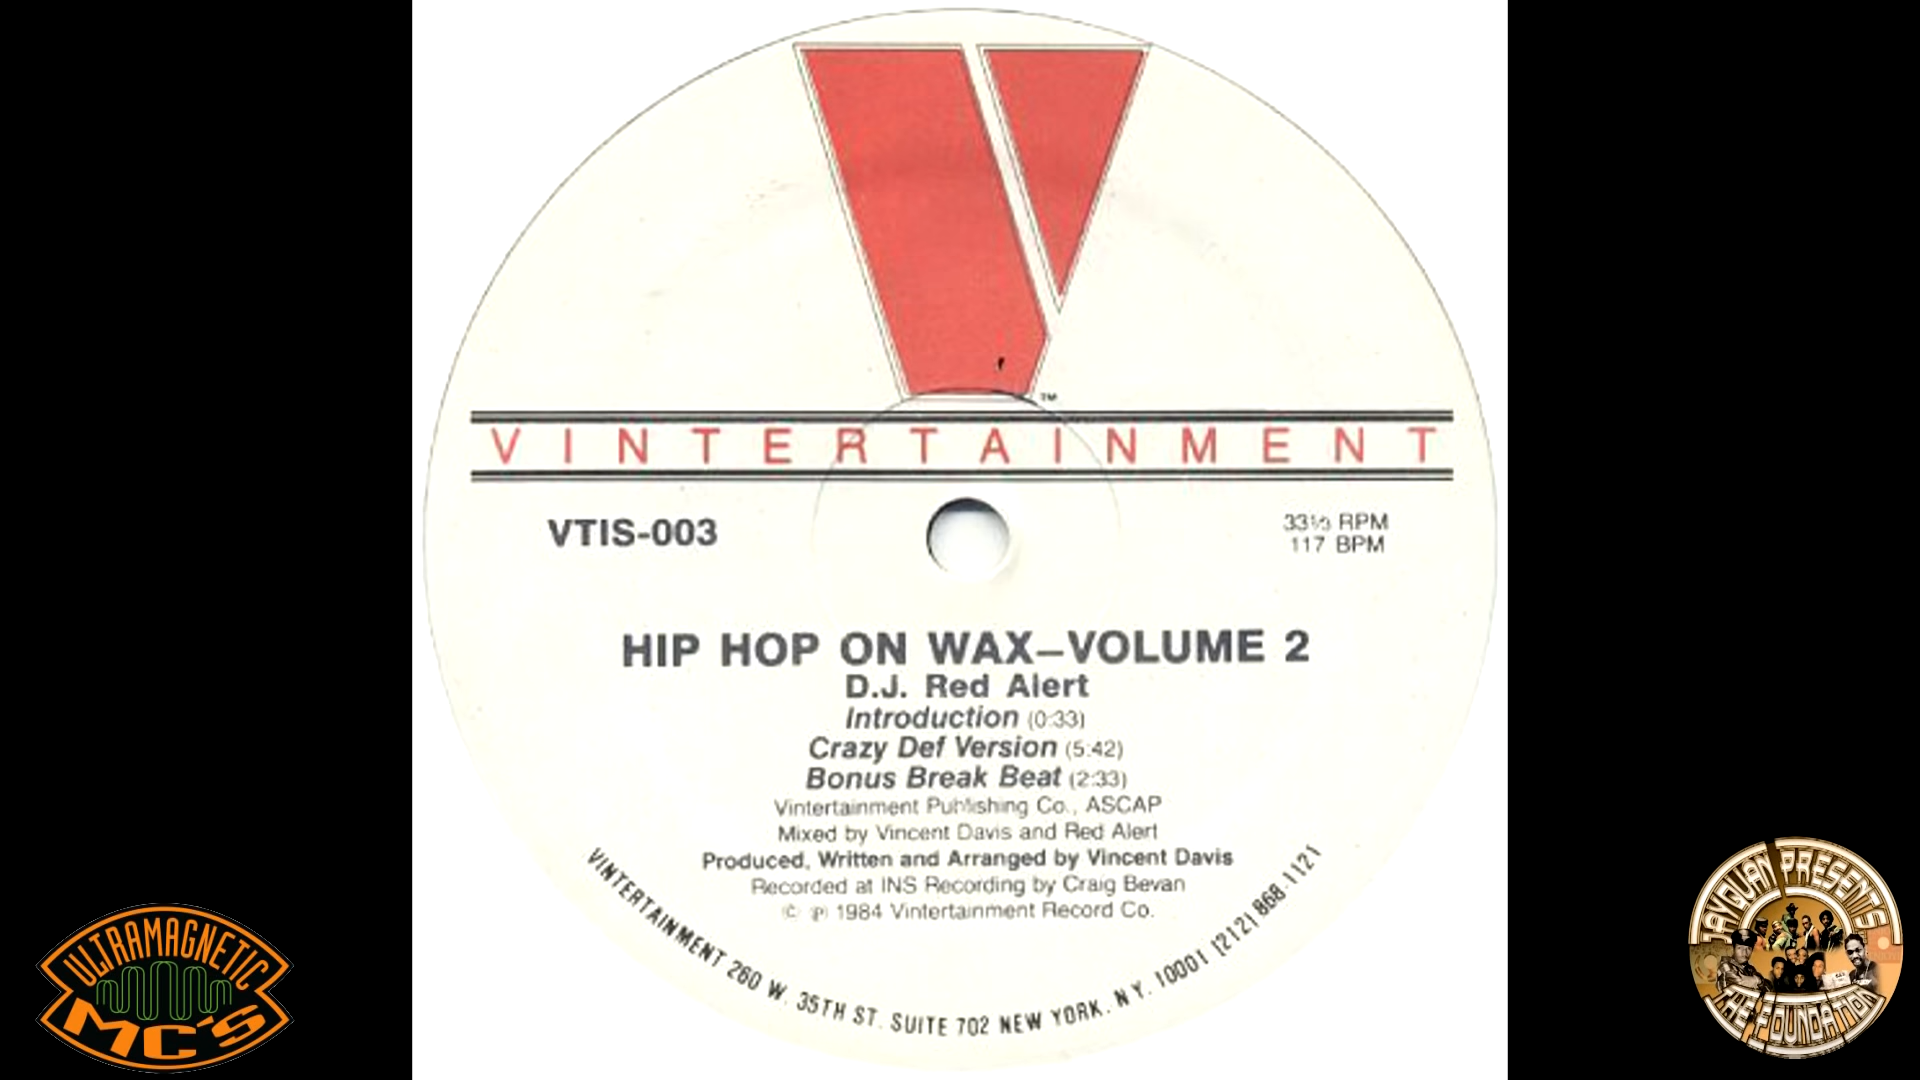 TM
VINTERTAINMENT
VTIS-003
33⅓ RPM
117 BPM
HIP HOP ON WAX–VOLUME 2
D.J. Red Alert
Introduction (0:33)
Crazy Def Version (5:42)
Bonus Break Beat (2:33)
Vintertainment Publishing Co., ASCAP
Mixed by Vincent Davis and Red Alert
Produced, Written and Arranged by Vincent Davis
Recorded at INS Recording by Craig Bevan
© ℗ 1984 Vintertainment Record Co.
VINTERTAINMENT 260 W. 35TH ST. SUITE 702 NEW YORK. N.Y. 10001 [212] 868-1121
ULTRAMAGNETIC
MC'S
JAYQUAN PRESENTS
THE FOUNDATION